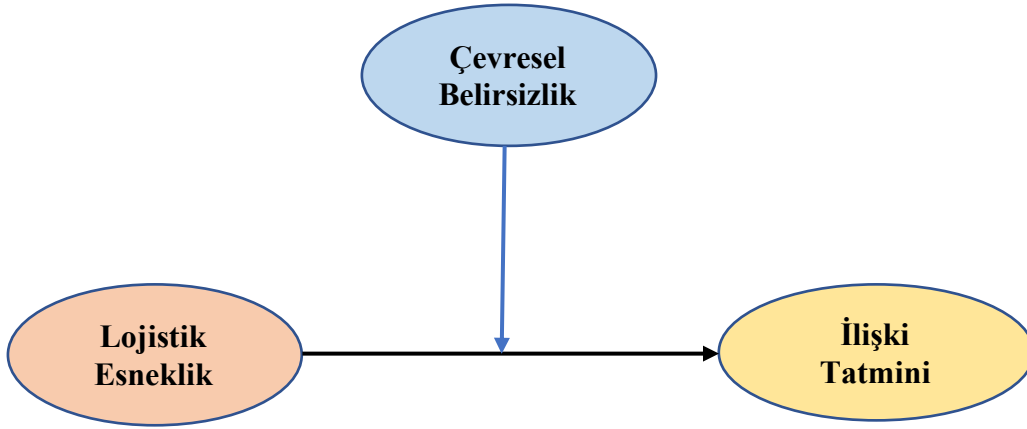 Çevresel
Belirsizlik
Lojistik
Esneklik
İlişki
Tatmini